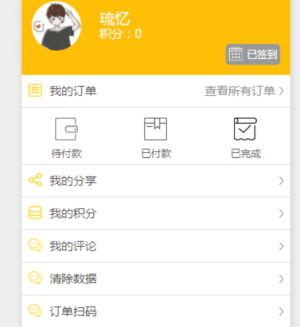 琉忆
积分：0
已签到
我的订单 查看所有订单
待付款 已付款 已完成
我的分享
我的积分
我的评论
清除数据
订单扫码